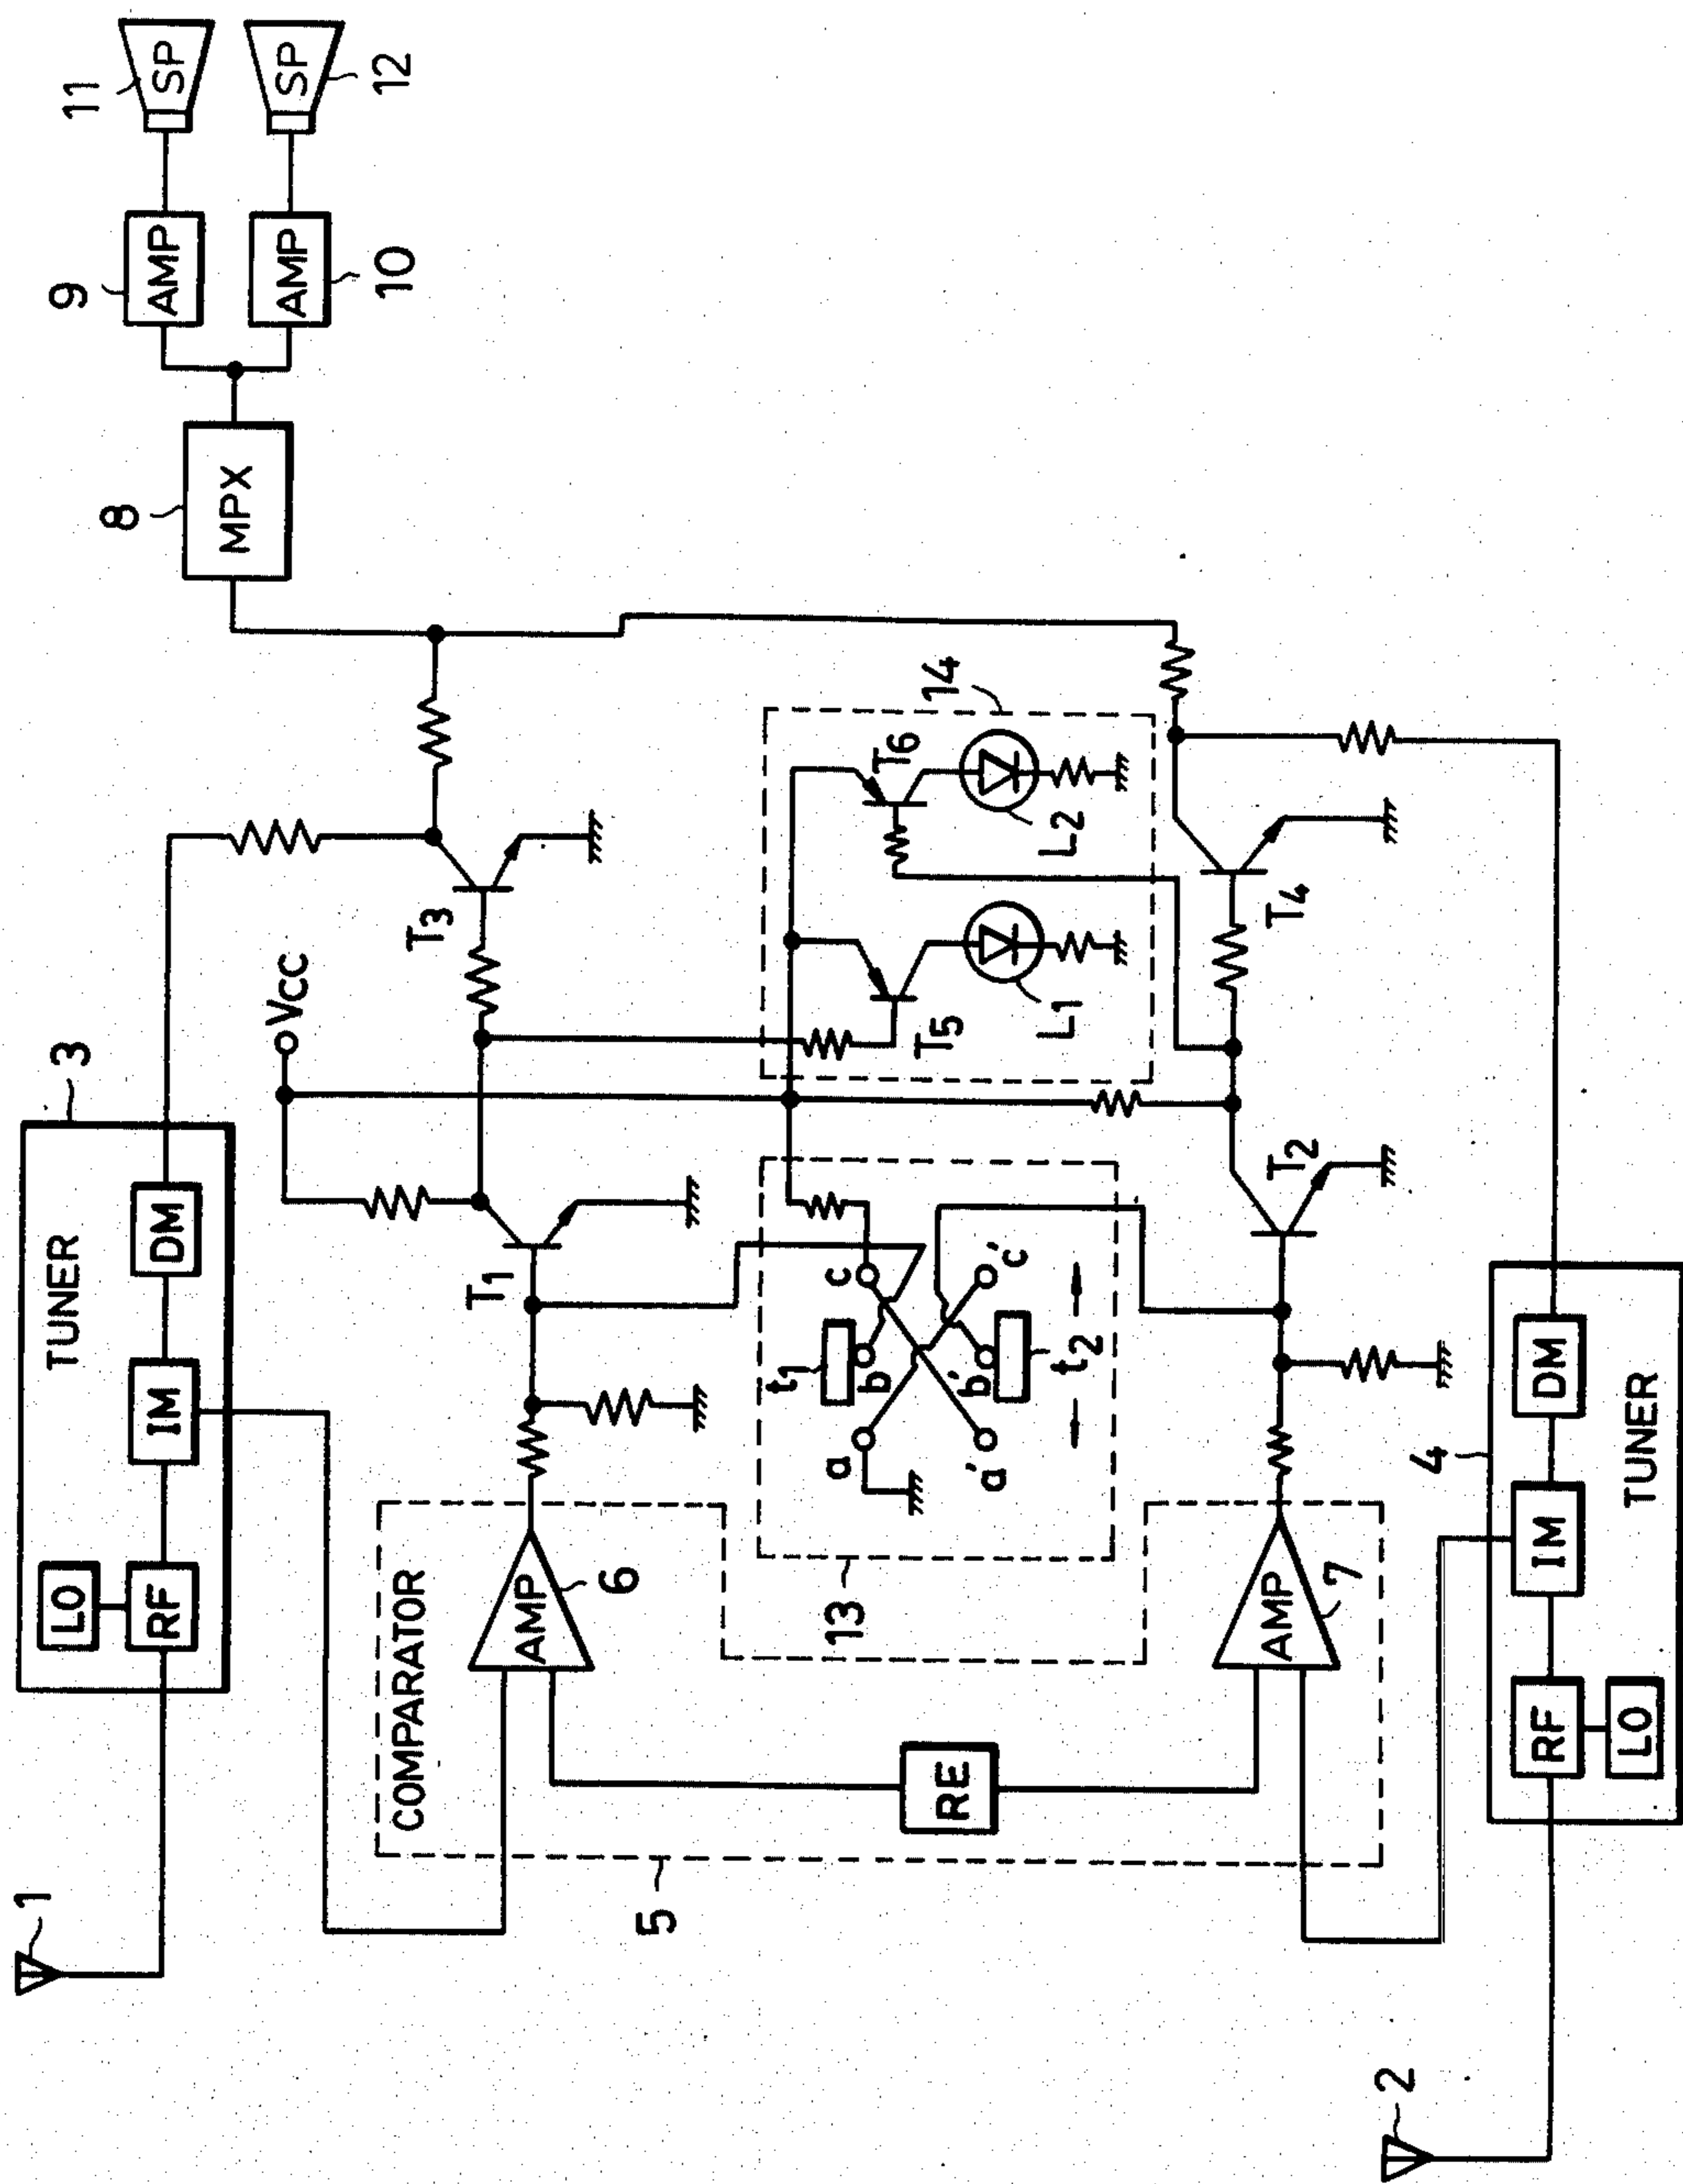 1
2
3
TUNER
LO
RF
IM
DM
Vcc
COMPARATOR
5
AMP
6
RE
AMP
7
4
TUNER
LO
RF
IM
DM
T1
T2
T3
T4
13
a
b
c
a'
b'
c'
t1
t2
14
T5
T6
L1
L2
8
MPX
9
AMP
10
AMP
11
SP
12
SP